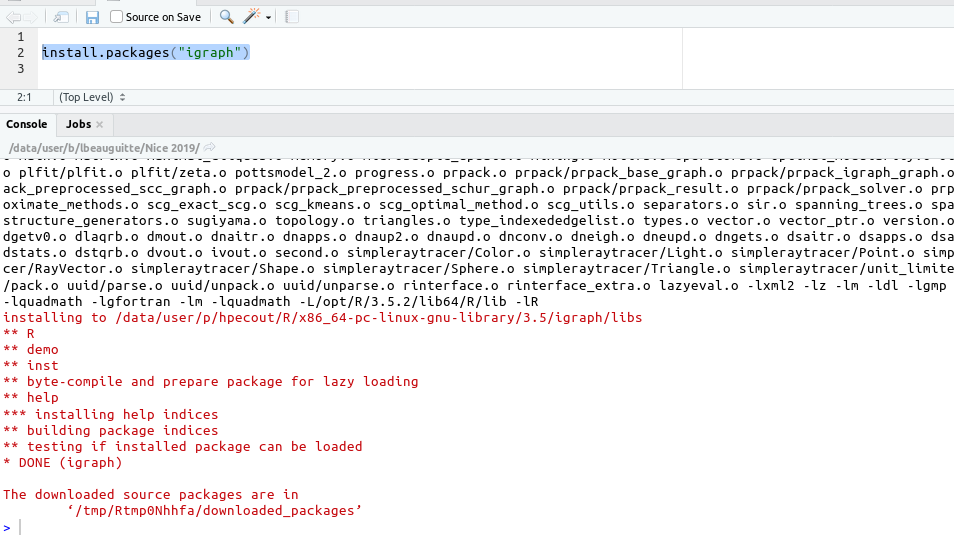 Source on Save
1
2 install.packages("igraph")
3
2:1 (Top Level)
Console Jobs
/data/user/b/lbeauguitte/Nice 2019/
o plfit/plfit.o plfit/zeta.o pottsmodel_2.o progress.o prpack.o prpack/prpack_base_graph.o prpack/prpack_igraph_graph.o
ack_preprocessed_scc_graph.o prpack/prpack_preprocessed_schur_graph.o prpack/prpack_result.o prpack/prpack_solver.o prp
oximate_methods.o scg_exact_scg.o scg_kmeans.o scg_optimal_method.o scg_utils.o separators.o sir.o spanning_trees.o spa
structure_generators.o sugiyama.o topology.o triangles.o type_indexededgelist.o types.o vector.o vector_ptr.o version.o
dgetv0.o dlaqrb.o dmout.o dnaitr.o dnapps.o dnaup2.o dnaupd.o dnconv.o dneigh.o dneupd.o dngets.o dsaitr.o dsapps.o dsa
dstats.o dstqrb.o dvout.o ivout.o second.o simpleraytracer/Color.o simpleraytracer/Light.o simpleraytracer/Point.o simp
cer/RayVector.o simpleraytracer/Shape.o simpleraytracer/Sphere.o simpleraytracer/Triangle.o simpleraytracer/unit_limite
/pack.o uuid/parse.o uuid/unpack.o uuid/unparse.o rinterface.o rinterface_extra.o lazyeval.o -lxml2 -lz -lm -ldl -lgmp
-lquadmath -lgfortran -lm -lquadmath -L/opt/R/3.5.2/lib64/R/lib -lR
installing to /data/user/p/hpecout/R/x86_64-pc-linux-gnu-library/3.5/igraph/libs
** R
** demo
** inst
** byte-compile and prepare package for lazy loading
** help
*** installing help indices
** building package indices
** testing if installed package can be loaded
* DONE (igraph)
The downloaded source packages are in
‘/tmp/Rtmp0Nhhfa/downloaded_packages’
>